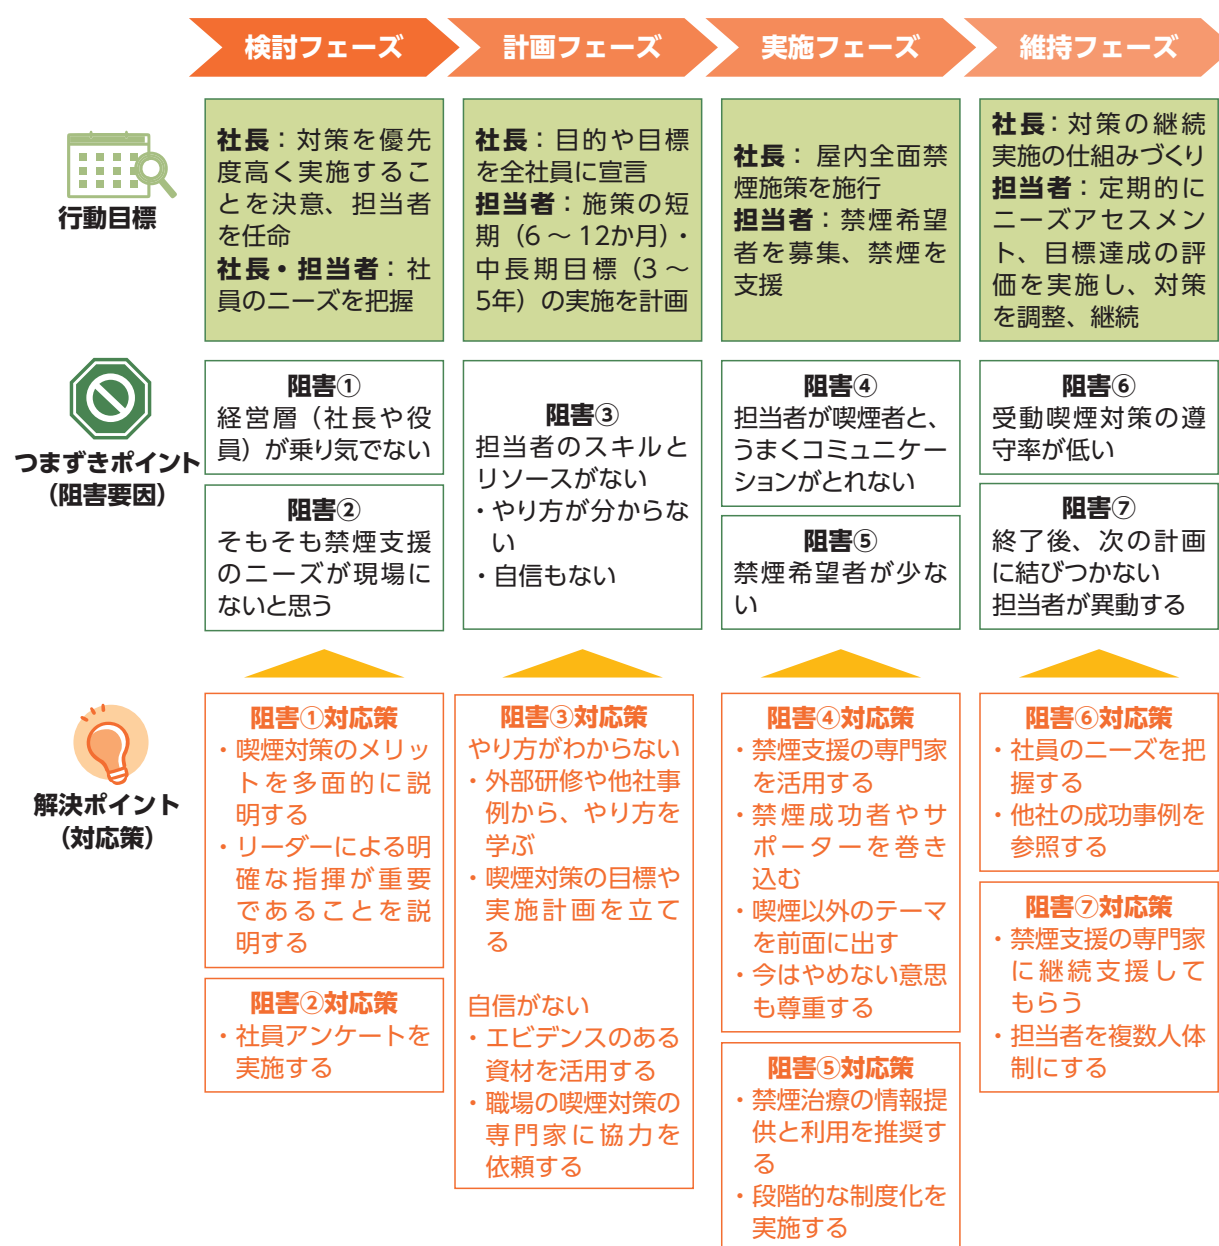 検討フェーズ
計画フェーズ
実施フェーズ
維持フェーズ
行動目標
社長：対策を優先
度高く実施するこ
とを決意、担当者
を任命
社長・担当者：社
員のニーズを把握
社長：目的や目標
を全社員に宣言
担当者：施策の短
期（6～12か月）・
中長期目標（3～
5年）の実施を計画
社長：屋内全面禁
煙施策を施行
担当者：禁煙希望
者を募集、禁煙を
支援
社長：対策の継続
実施の仕組みづくり
担当者：定期的に
ニーズアセスメン
ト、目標達成の評
価を実施し、対策
を調整、継続
つまずきポイント
（阻害要因）
阻害①
経営層（社長や役
員）が乗り気でない
阻害②
そもそも禁煙支援
のニーズが現場に
ないと思う
阻害③
担当者のスキルと
リソースがない
・やり方が分からな
い
・自信もない
阻害④
担当者が喫煙者と、
うまくコミュニケー
ションがとれない
阻害⑤
禁煙希望者が少な
い
阻害⑥
受動喫煙対策の遵
守率が低い
阻害⑦
終了後、次の計画
に結びつかない
担当者が異動する
解決ポイント
（対応策）
阻害①対応策
・喫煙対策のメリッ
トを多面的に説
明する
・リーダーによる明
確な指揮が重要
であることを説
明する
阻害②対応策
・社員アンケートを
実施する
阻害③対応策
やり方がわからない
・外部研修や他社事
例から、やり方を
学ぶ
・喫煙対策の目標や
実施計画を立て
る
自信がない
・エビデンスのある
資材を活用する
・職場の喫煙対策の
専門家に協力を
依頼する
阻害④対応策
・禁煙支援の専門家
を活用する
・禁煙成功者やサ
ポーターを巻き
込む
・喫煙以外のテーマ
を前面に出す
・今はやめない意思
も尊重する
阻害⑤対応策
・禁煙治療の情報提
供と利用を推奨す
る
・段階的な制度化を
実施する
阻害⑥対応策
・社員のニーズを把
握する
・他社の成功事例を
参照する
阻害⑦対応策
・禁煙支援の専門家
に継続支援して
もらう
・担当者を複数人体
制にする